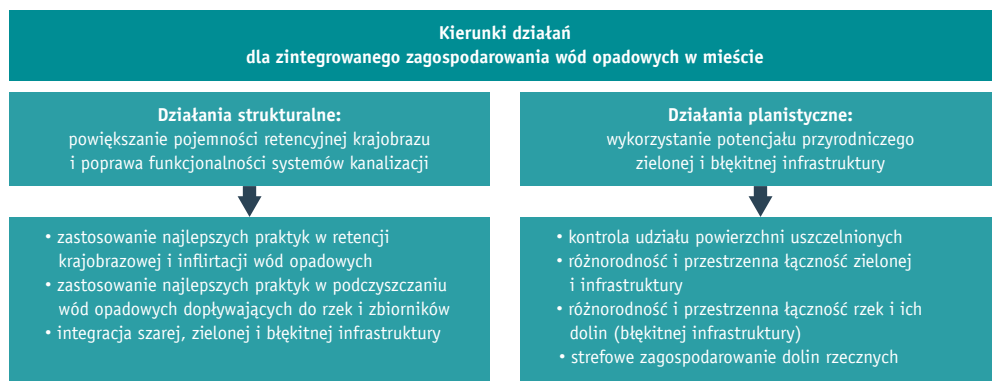 Kierunki działań
dla zintegrowanego zagospodarowania wód opadowych w mieście
Działania strukturalne:
powiększanie pojemności retencyjnej krajobrazu
i poprawa funkcjonalności systemów kanalizacji
• zastosowanie najlepszych praktyk w retencji
krajobrazowej i inflirtacji wód opadowych
• zastosowanie najlepszych praktyk w podczyszczaniu
wód opadowych dopływających do rzek i zbiorników
• integracja szarej, zielonej i błękitnej infrastruktury
Działania planistyczne:
wykorzystanie potencjału przyrodniczego
zielonej i błękitnej infrastruktury
• kontrola udziału powierzchni uszczelnionych
• różnorodność i przestrzenna łączność zielonej
i infrastruktury
• różnorodność i przestrzenna łączność rzek i ich
dolin (błękitnej infrastruktury)
• strefowe zagospodarowanie dolin rzecznych